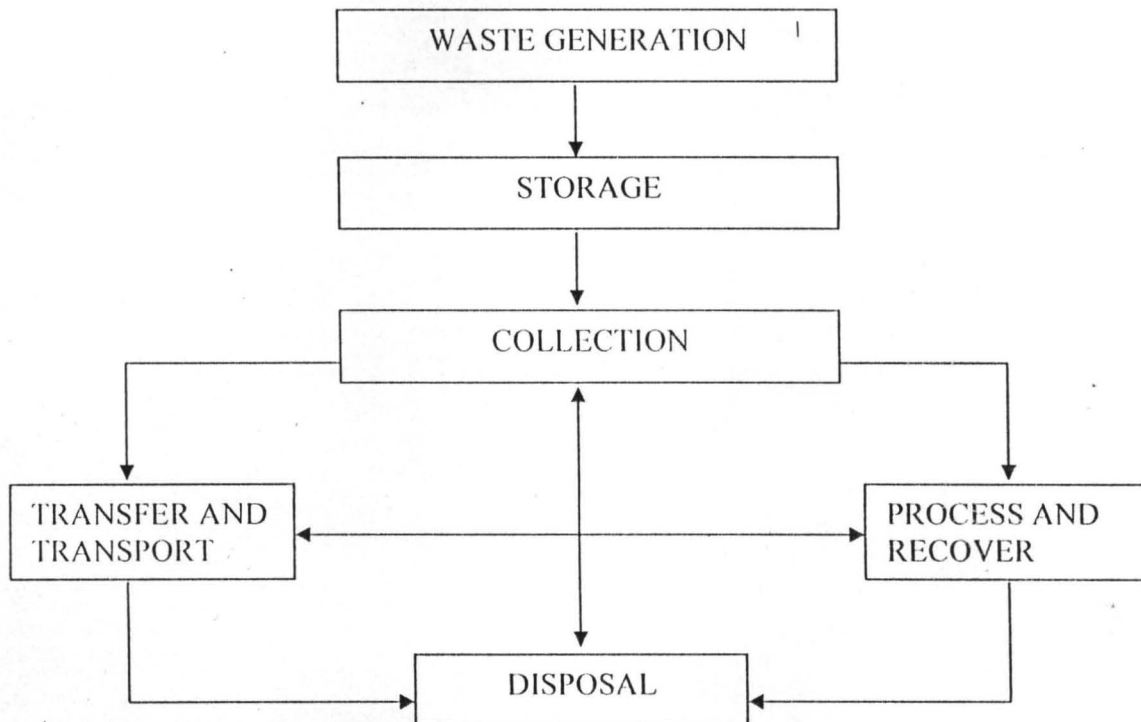 WASTE GENERATION
STORAGE
COLLECTION
TRANSFER AND
TRANSPORT
PROCESS AND
RECOVER
DISPOSAL